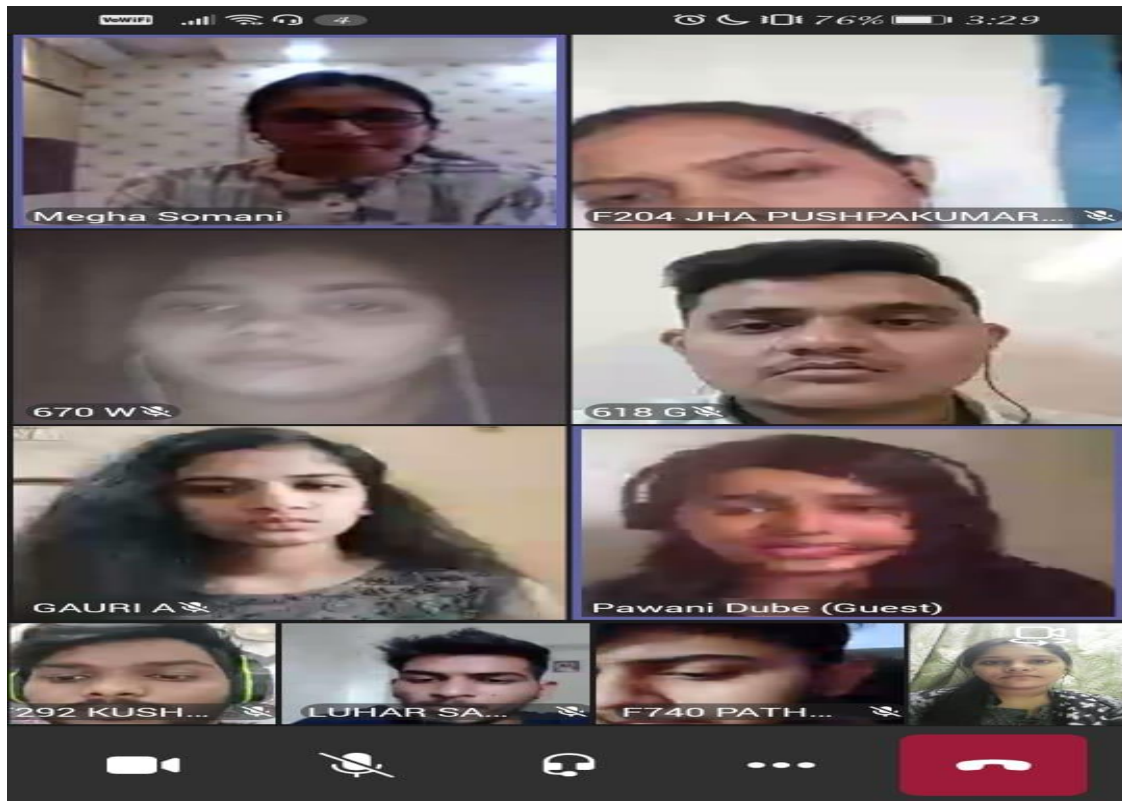 VoWiFi 4 76% 3:29
Megha Somani
F204 JHA PUSHPAKUMAR...
670 W
618 G
GAURI A
Pawani Dube (Guest)
292 KUSH...
LUHAR SA...
F740 PATH...